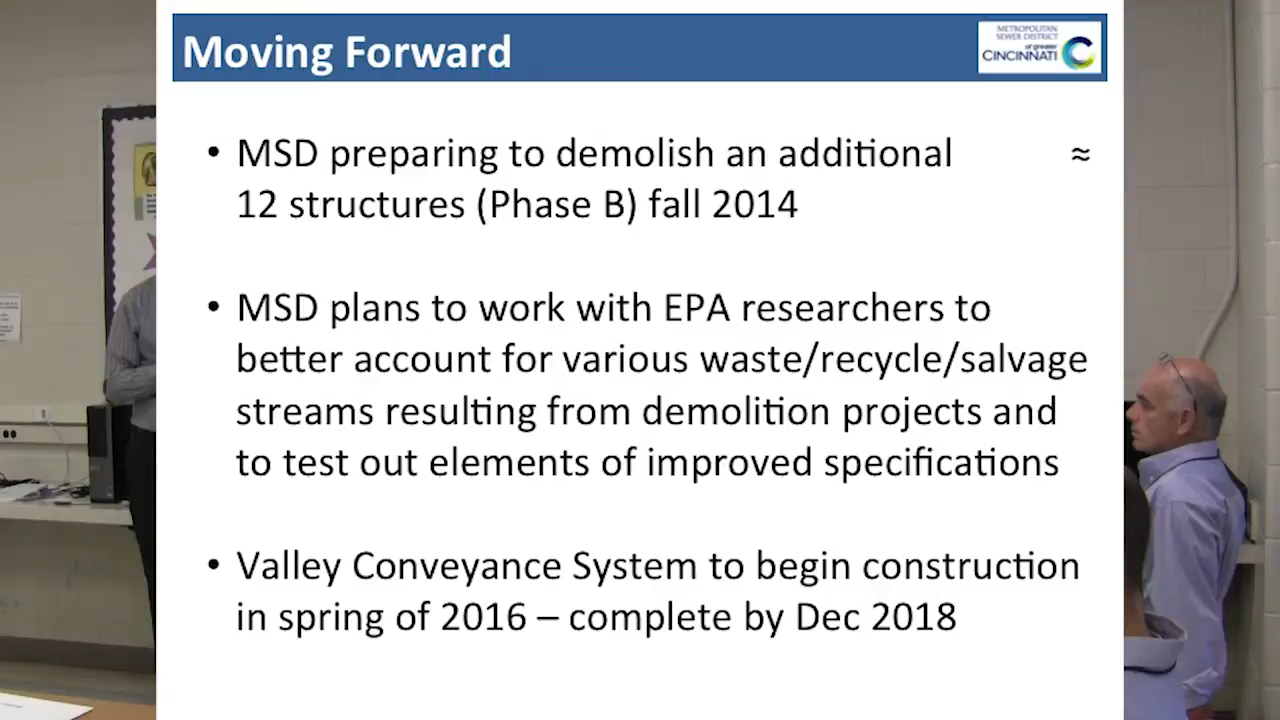 Moving Forward
METROPOLITAN
SEWER DISTRICT
of greater
CINCINNATI
• MSD preparing to demolish an additional ≈
12 structures (Phase B) fall 2014
• MSD plans to work with EPA researchers to
better account for various waste/recycle/salvage
streams resulting from demolition projects and
to test out elements of improved specifications
• Valley Conveyance System to begin construction
in spring of 2016 – complete by Dec 2018